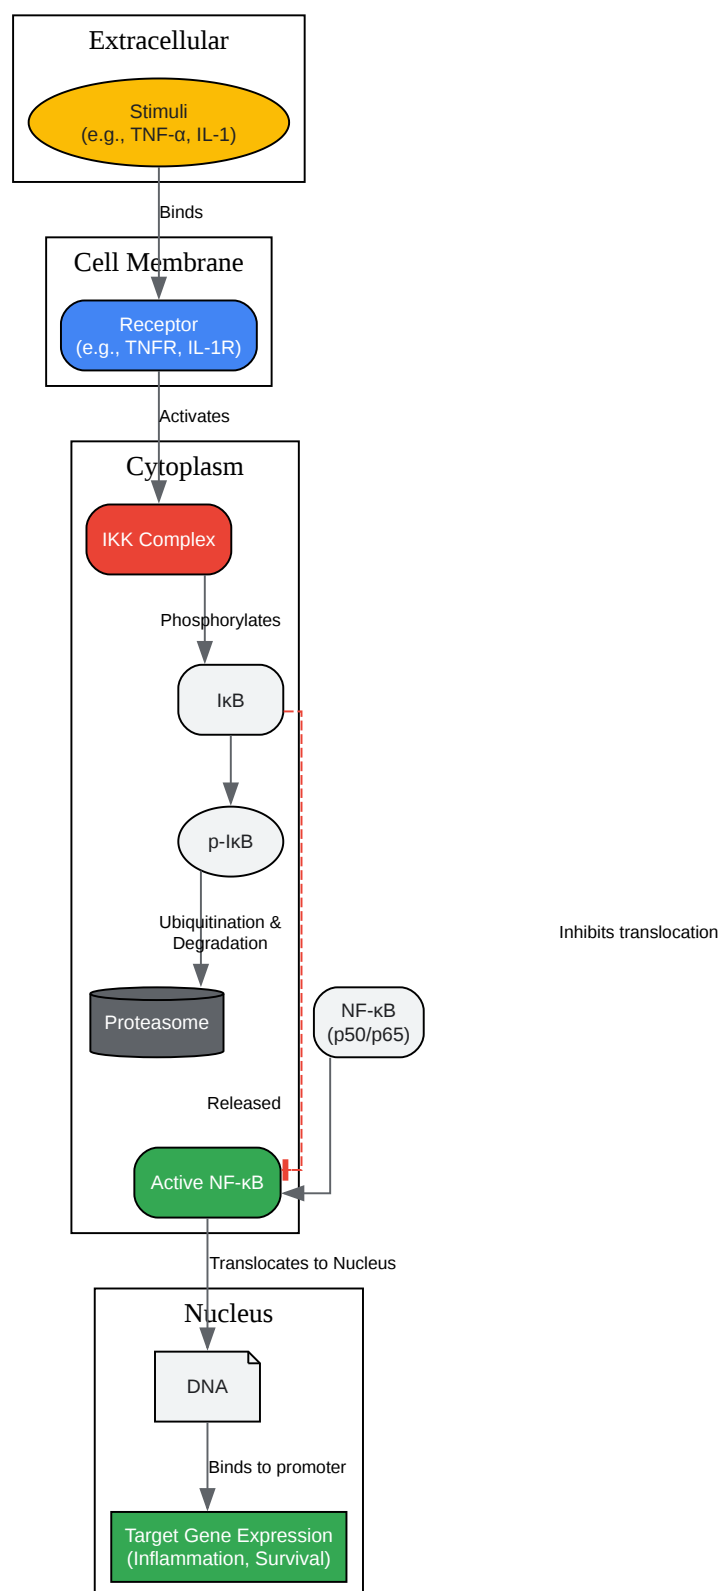 Extracellular
Stimuli
(e.g., TNF-α, IL-1)
Binds
Cell Membrane
Receptor
(e.g., TNFR, IL-1R)
Activates
Cytoplasm
IKK Complex
Phosphorylates
IκB
p-IκB
Ubiquitination &
Degradation
Inhibits translocation
Proteasome
NF-κB
(p50/p65)
Released
Active NF-κB
Translocates to Nucleus
Nucleus
DNA
Binds to promoter
Target Gene Expression
(Inflammation, Survival)